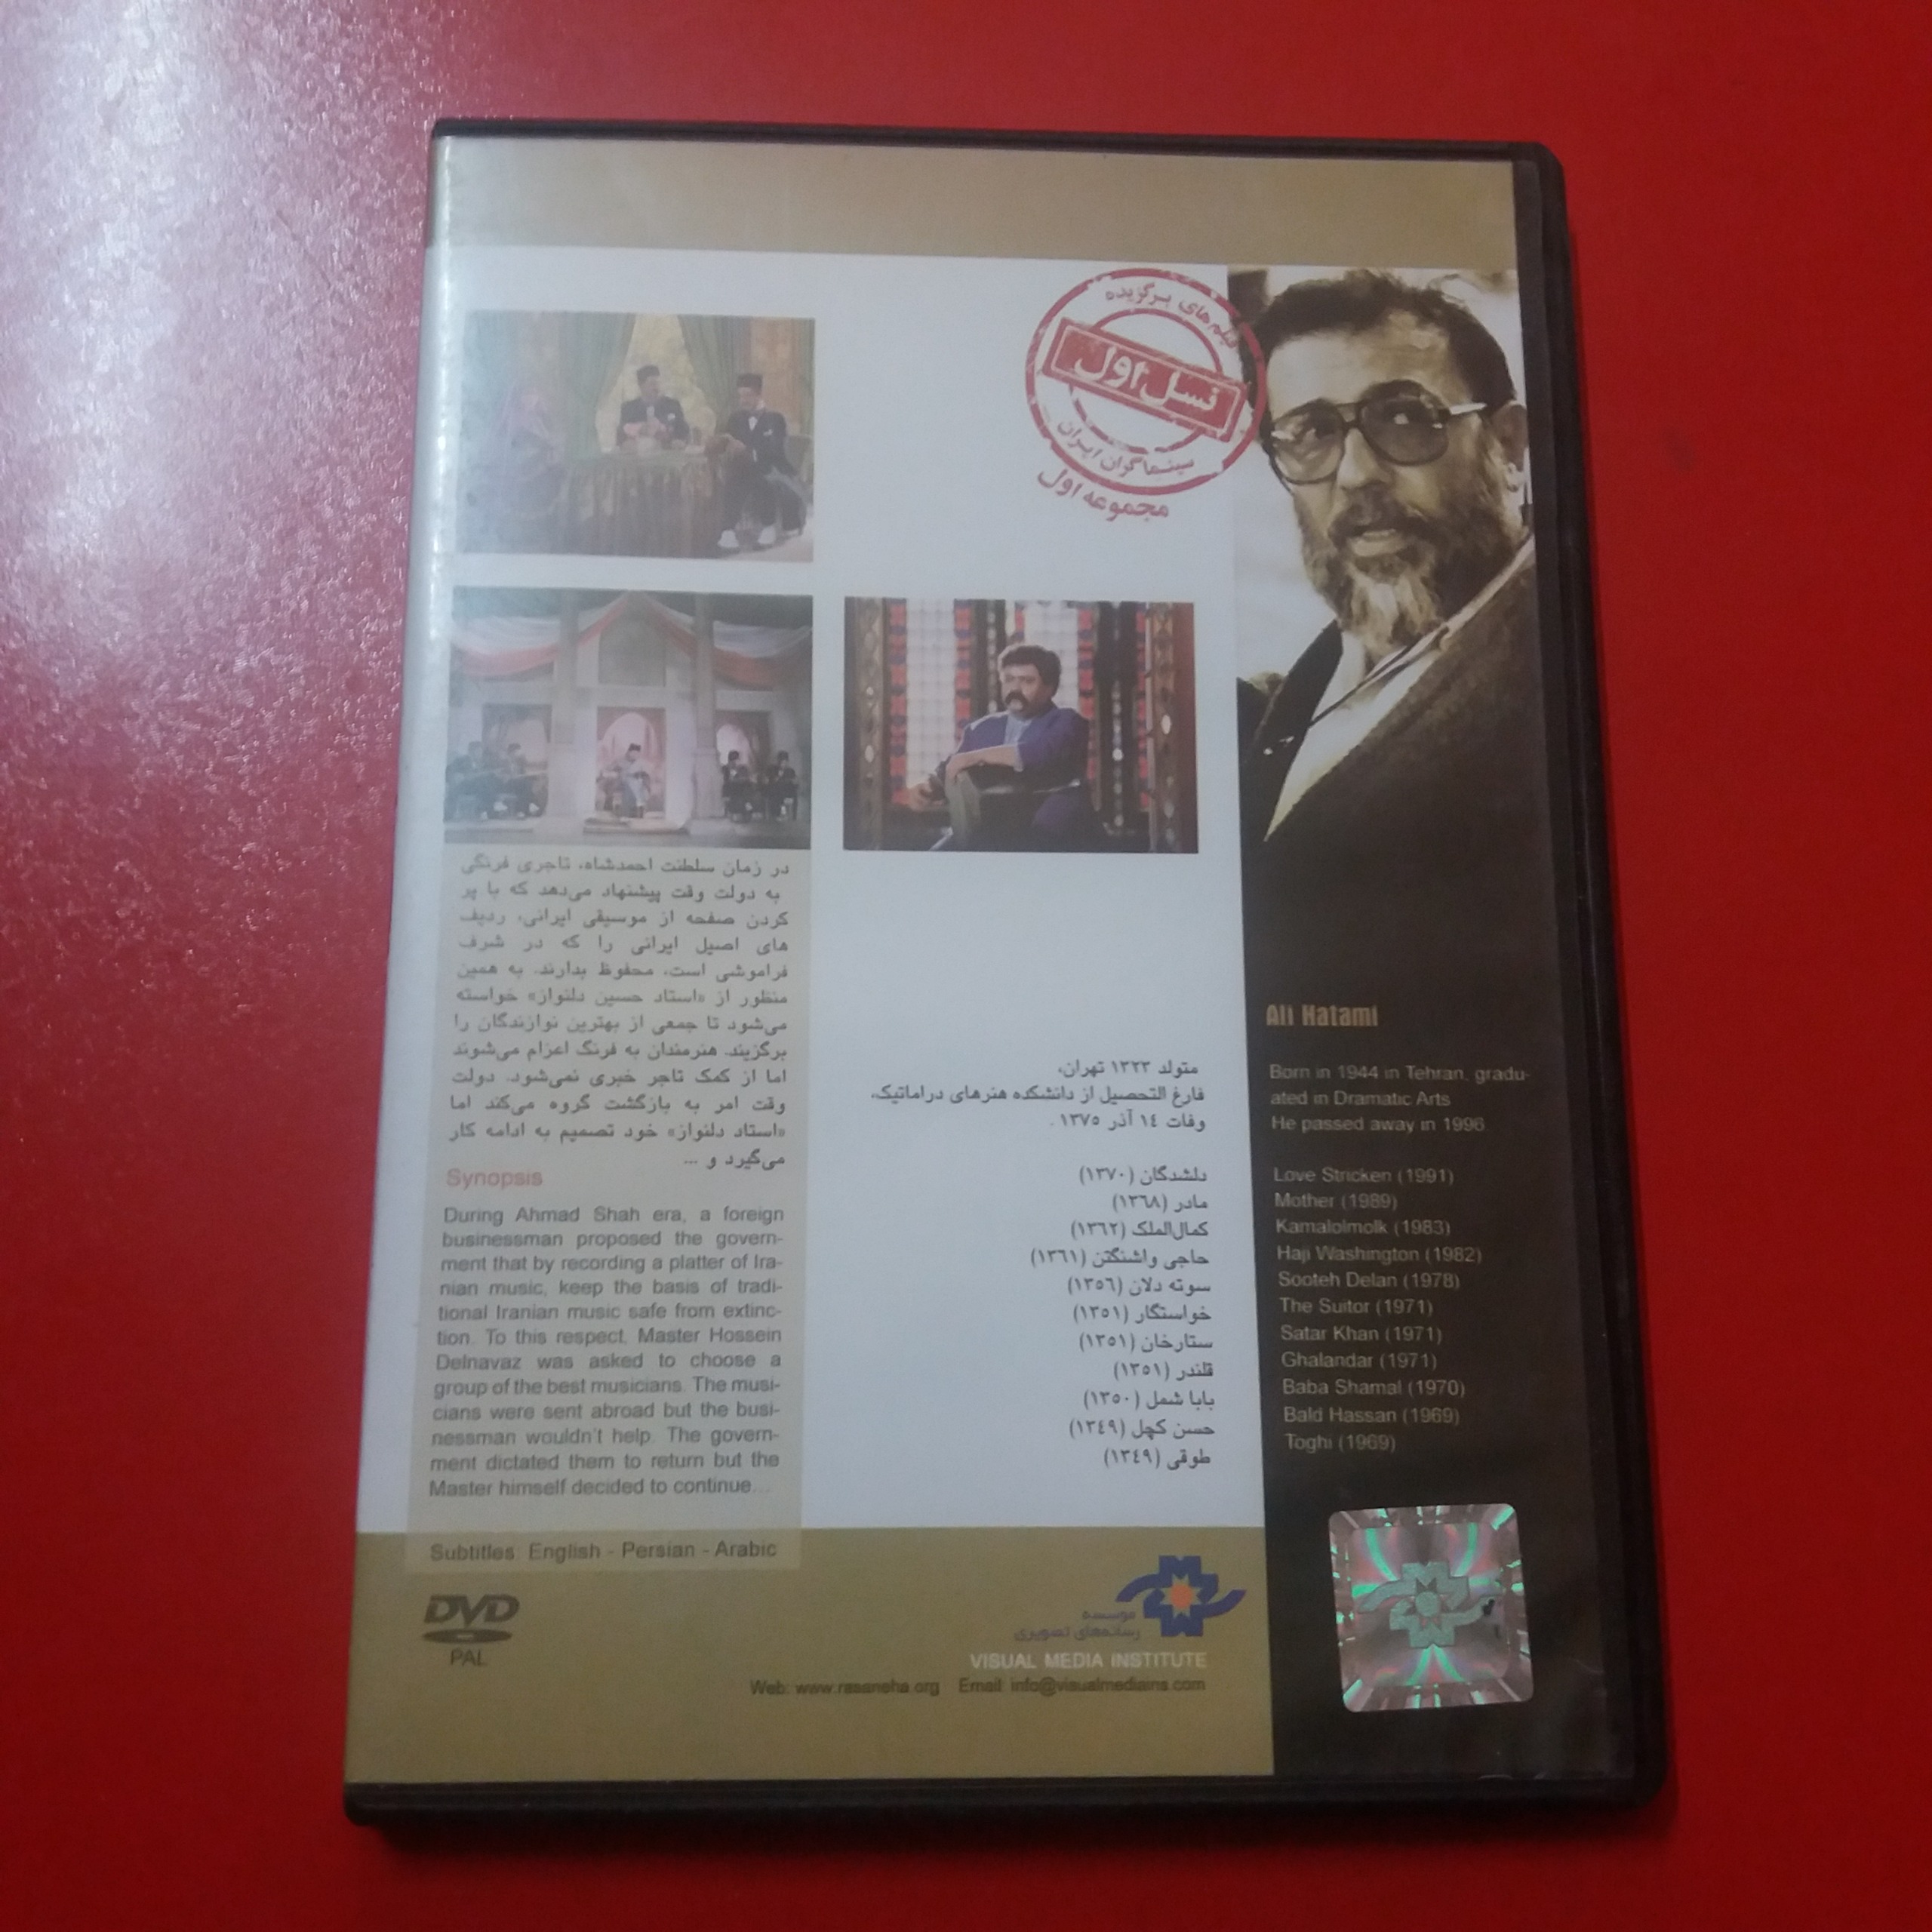 فیلم‌های برگزیده
نسل اول
سینماگران ایران
مجموعه اول
در زمان سلطنت احمدشاه، تاجری فرنگی
به دولت وقت پیشنهاد می‌دهد که با پر
کردن صفحه از موسیقی ایرانی، ردیف
های اصیل ایرانی را که در شرف
فراموشی است، محفوظ بدارند. به همین
منظور از «استاد حسین دلنواز» خواسته
می‌شود تا جمعی از بهترین نوازندگان را
برگزیند. هنرمندان به فرنگ اعزام می‌شوند
اما از کمک تاجر خبری نمی‌شود. دولت
وقت امر به بازگشت گروه می‌کند اما
«استاد دلنواز» خود تصمیم به ادامه کار
می‌گیرد و ...
Synopsis
During Ahmad Shah era, a foreign
businessman proposed the govern-
ment that by recording a platter of Ira-
nian music, keep the basis of tradi-
tional Iranian music safe from extinc-
tion. To this respect, Master Hossein
Delnavaz was asked to choose a
group of the best musicians. The musi-
cians were sent abroad but the busi-
nessman wouldn't help. The govern-
ment dictated them to return but the
Master himself decided to continue...
Subtitles: English - Persian - Arabic
متولد ۱۳۲۳ تهران،
فارغ التحصیل از دانشکده هنرهای دراماتیک،
وفات ۱٤ آذر ۱۳۷٥ .
دلشدگان (۱۳۷۰)
مادر (۱۳٦۸)
کمال‌الملک (۱۳٦۲)
حاجی واشنگتن (۱۳٦۱)
سوته دلان (۱۳٥٦)
خواستگار (۱۳٥۱)
ستارخان (۱۳٥۱)
قلندر (۱۳٥۱)
بابا شمل (۱۳٥۰)
حسن کچل (۱۳٤۹)
طوقی (۱۳٤۹)
Ali Hatami
Born in 1944 in Tehran, gradu-
ated in Dramatic Arts
He passed away in 1996
Love Stricken (1991)
Mother (1989)
Kamalolmolk (1983)
Haji Washington (1982)
Sooteh Delan (1978)
The Suitor (1971)
Satar Khan (1971)
Ghalandar (1971)
Baba Shamal (1970)
Bald Hassan (1969)
Toghi (1969)
DVD
PAL
موسسه
رسانه‌های تصویری
VISUAL MEDIA INSTITUTE
Web: www.rasaneha.org Email: info@visualmediains.com